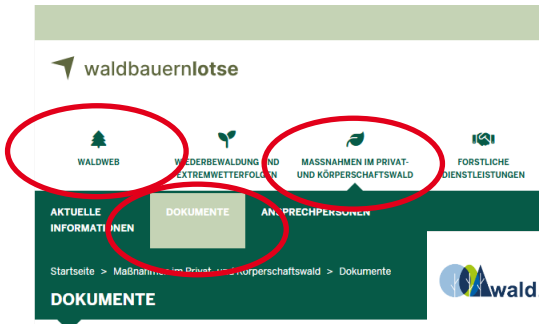 waldbauernlotse
WALDWEB
WIEDERBEWALDUNG UND
EXTREMWETTERFOLGEN
MASSNAHMEN IM PRIVAT-
UND KÖRPERSCHAFTSWALD
FORSTLICHE
DIENSTLEISTUNGEN
AKTUELLE
INFORMATIONEN
DOKUMENTE
ANSPRECHPERSONEN
Startseite > Maßnahmen im Privat- und Körperschaftswald > Dokumente
DOKUMENTE
wald